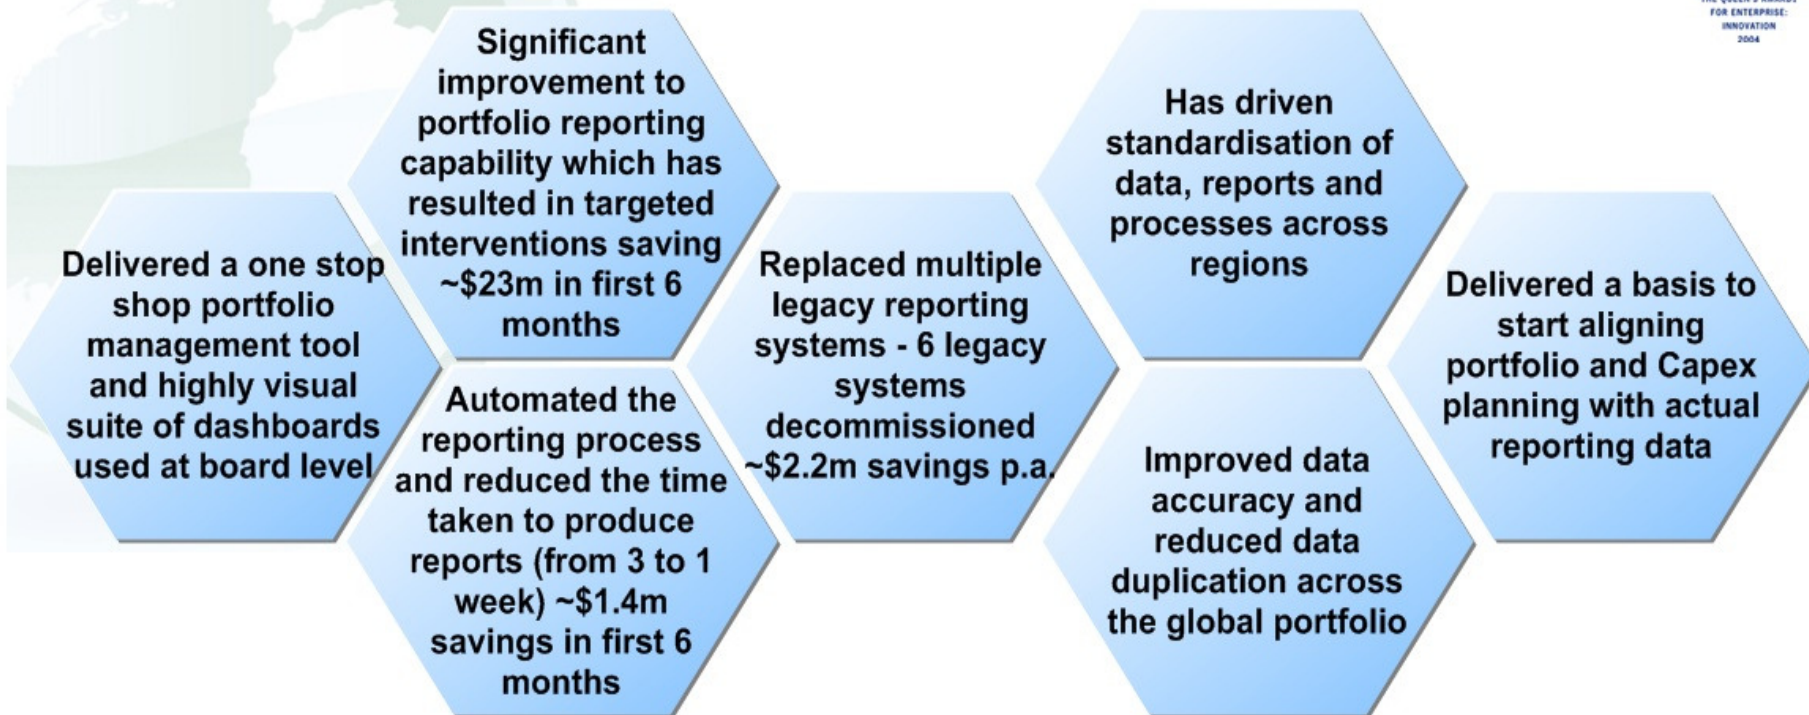 THE QUEEN'S AWARDS
FOR ENTERPRISE:
INNOVATION
2004
Delivered a one stop
shop portfolio
management tool
and highly visual
suite of dashboards
used at board level
Significant
improvement to
portfolio reporting
capability which has
resulted in targeted
interventions saving
~$23m in first 6
months
Automated the
reporting process
and reduced the time
taken to produce
reports (from 3 to 1
week) ~$1.4m
savings in first 6
months
Replaced multiple
legacy reporting
systems - 6 legacy
systems
decommissioned
~$2.2m savings p.a.
Has driven
standardisation of
data, reports and
processes across
regions
Improved data
accuracy and
reduced data
duplication across
the global portfolio
Delivered a basis to
start aligning
portfolio and Capex
planning with actual
reporting data